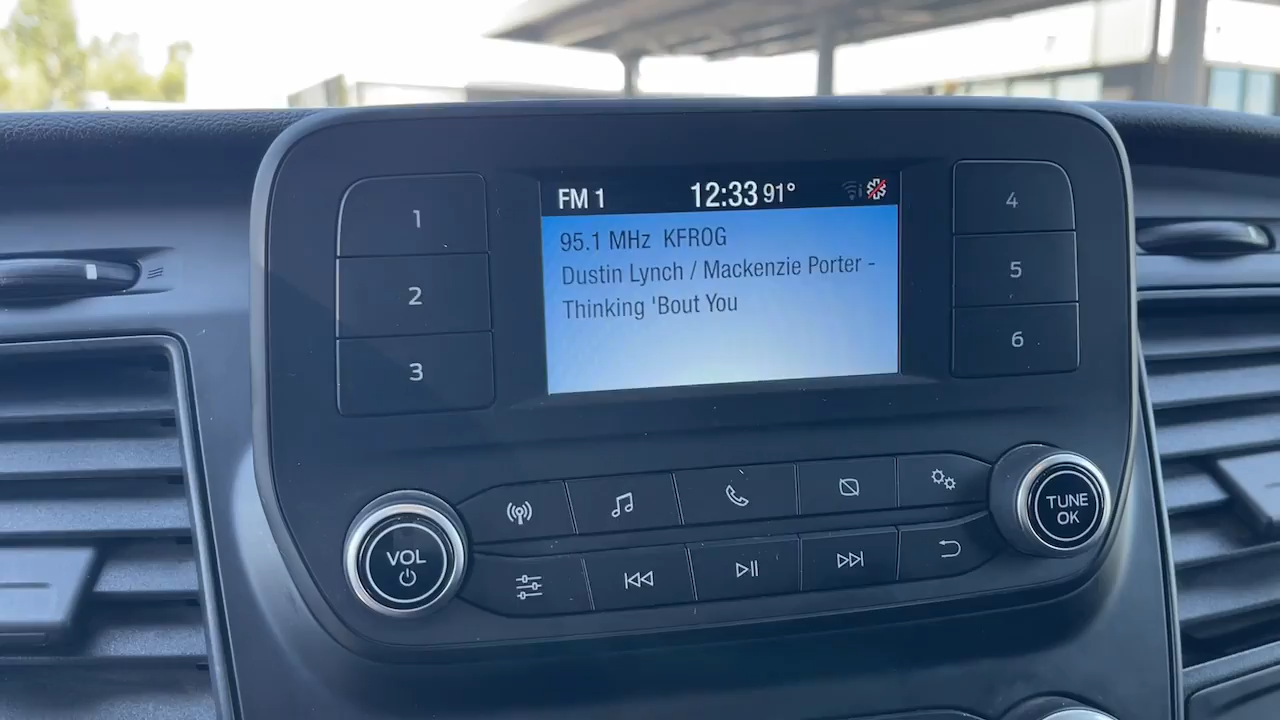 FM 1 12:33 91°
95.1 MHz KFROG
Dustin Lynch / Mackenzie Porter -
Thinking 'Bout You
1
2
3
4
5
6
VOL
TUNE
OK